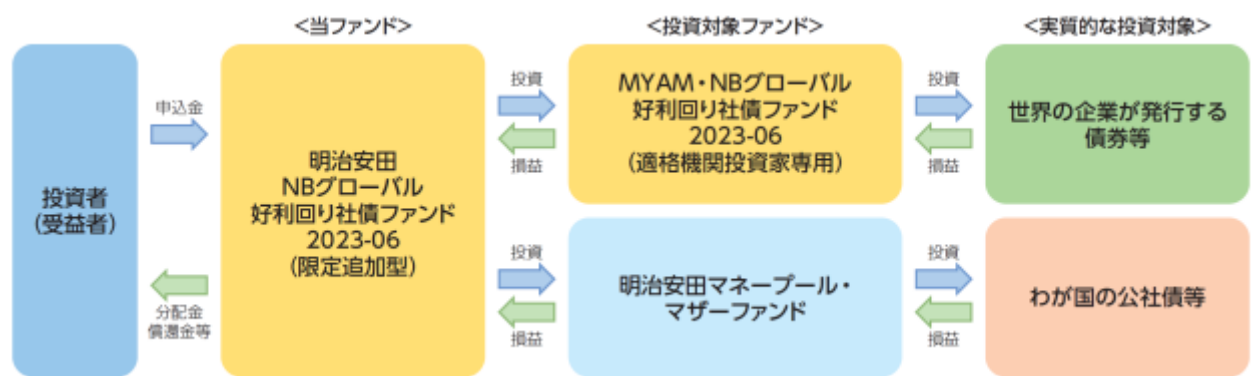 <当ファンド>
<投資対象ファンド>
<実質的な投資対象>
投資者
(受益者)
申込金
分配金
償還金等
明治安田
NBグローバル
好利回り社債ファンド
2023-06
(限定追加型)
投資
損益
MYAM・NBグローバル
好利回り社債ファンド
2023-06
(適格機関投資家専用)
投資
損益
世界の企業が発行する
債券等
投資
損益
明治安田マネープール・
マザーファンド
投資
損益
わが国の公社債等